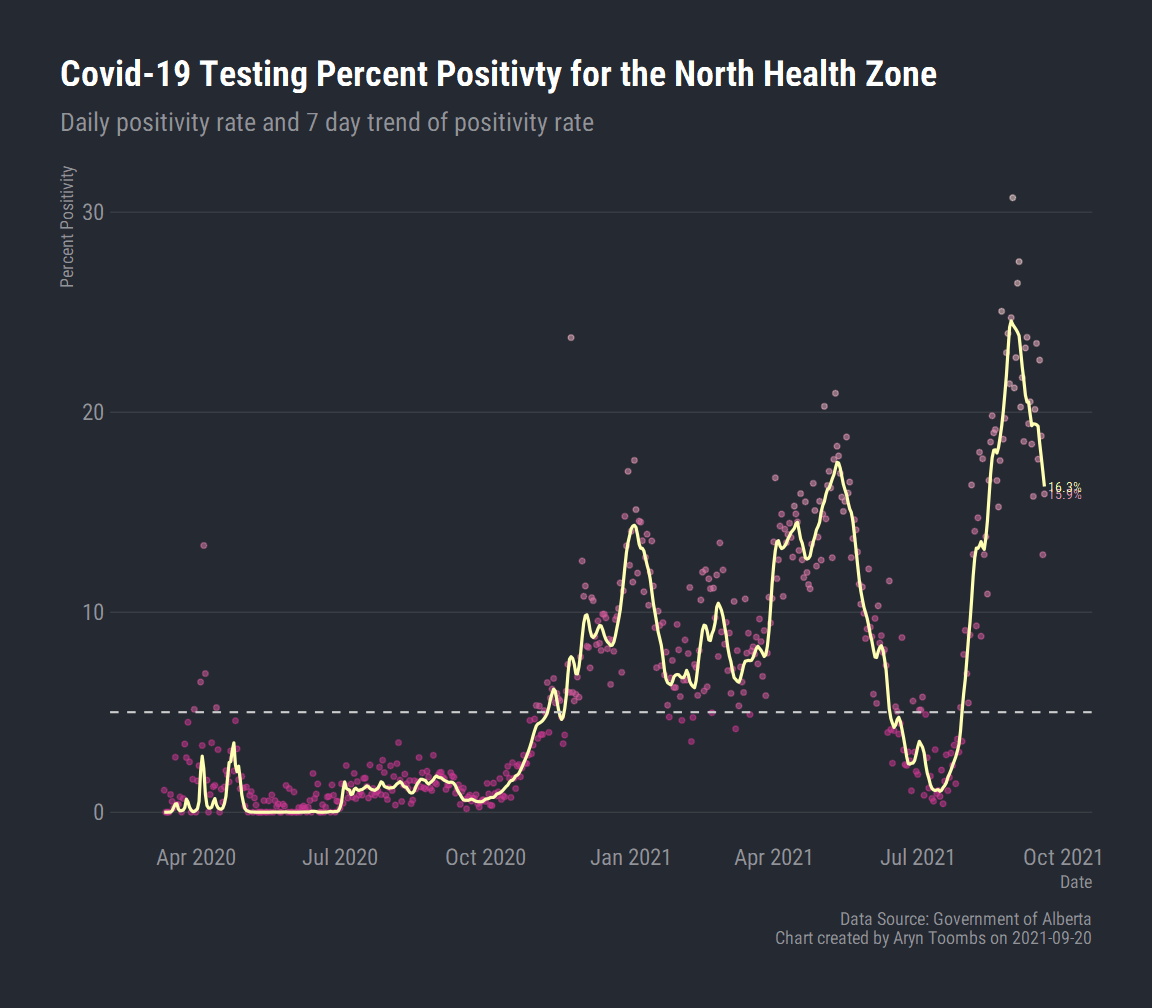 Covid-19 Testing Percent Positivty for the North Health Zone
Daily positivity rate and 7 day trend of positivity rate
Percent Positivity
30
20
10
0
16.3%
15.9%
Apr 2020
Jul 2020
Oct 2020
Jan 2021
Apr 2021
Jul 2021
Oct 2021
Date
Data Source: Government of Alberta
Chart created by Aryn Toombs on 2021-09-20